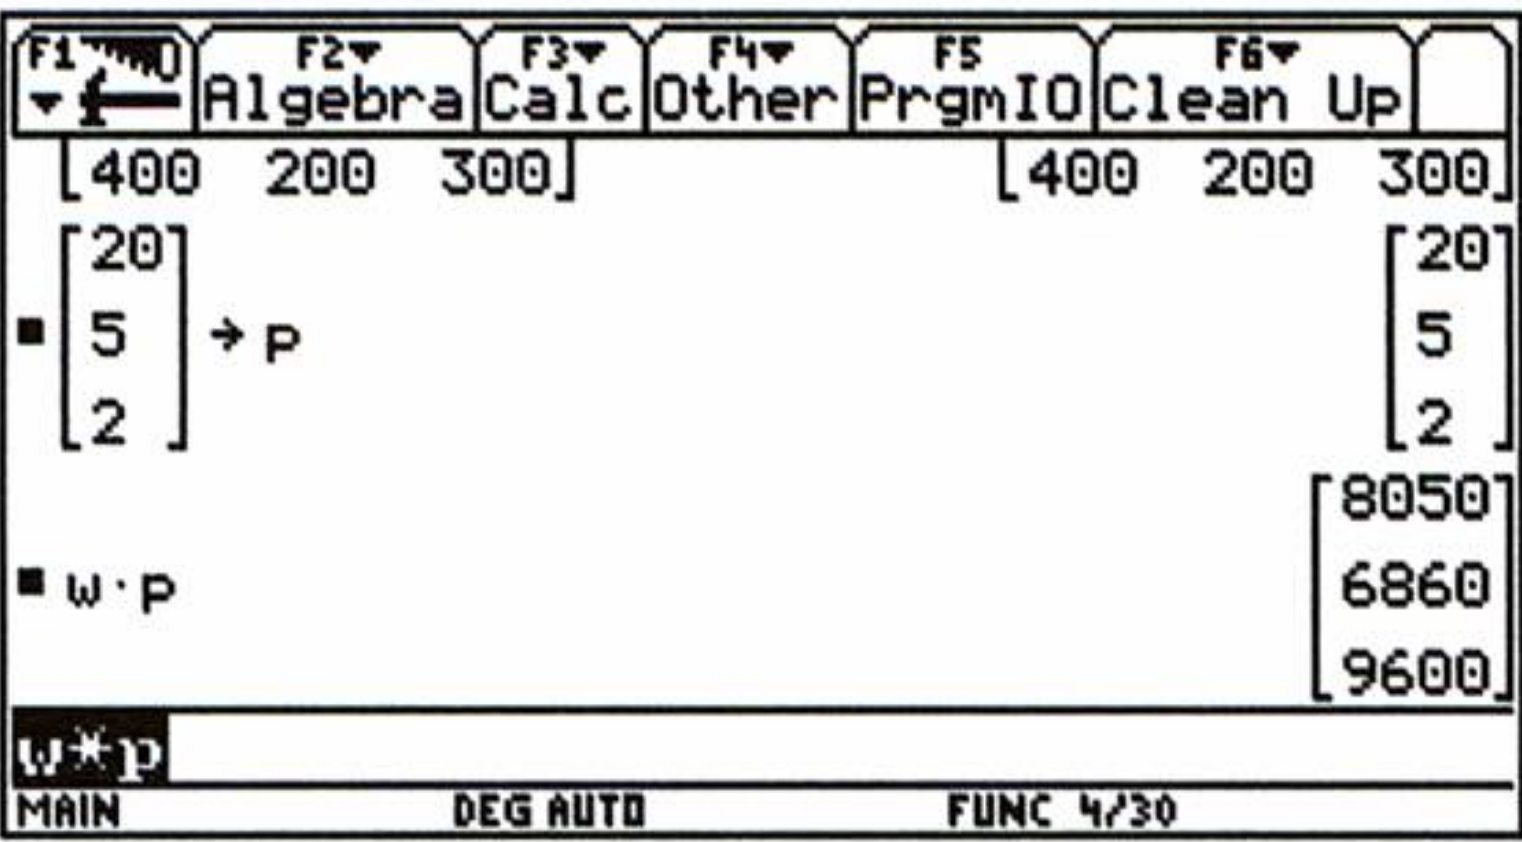 F1 F2 F3 F4 F5 F6
Algebra Calc Other PrgmIO Clean Up
[400 200 300] [400 200 300]
[20 [20
■ 5 → p 5
2] 2]
[8050
■ w·p 6860
9600]
w*p
MAIN DEG AUTO FUNC 4/30